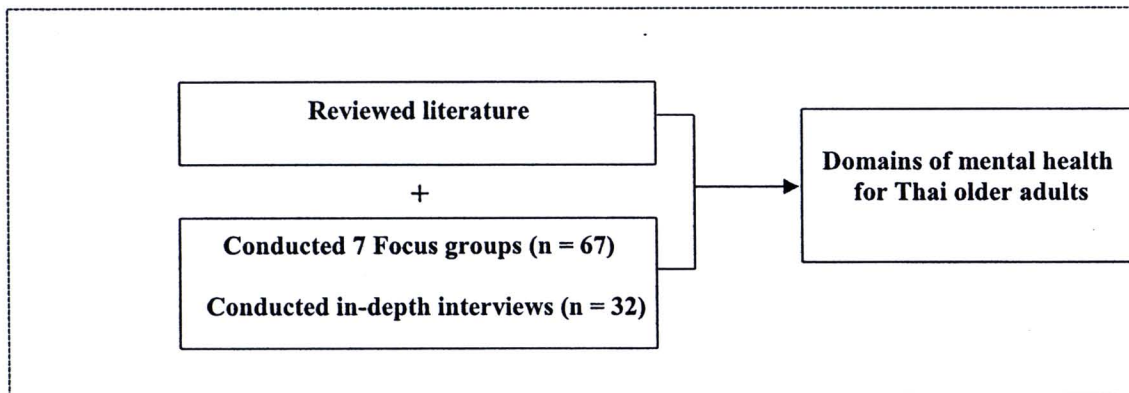 Reviewed literature
+
Conducted 7 Focus groups (n = 67)
Conducted in-depth interviews (n = 32)
Domains of mental health
for Thai older adults